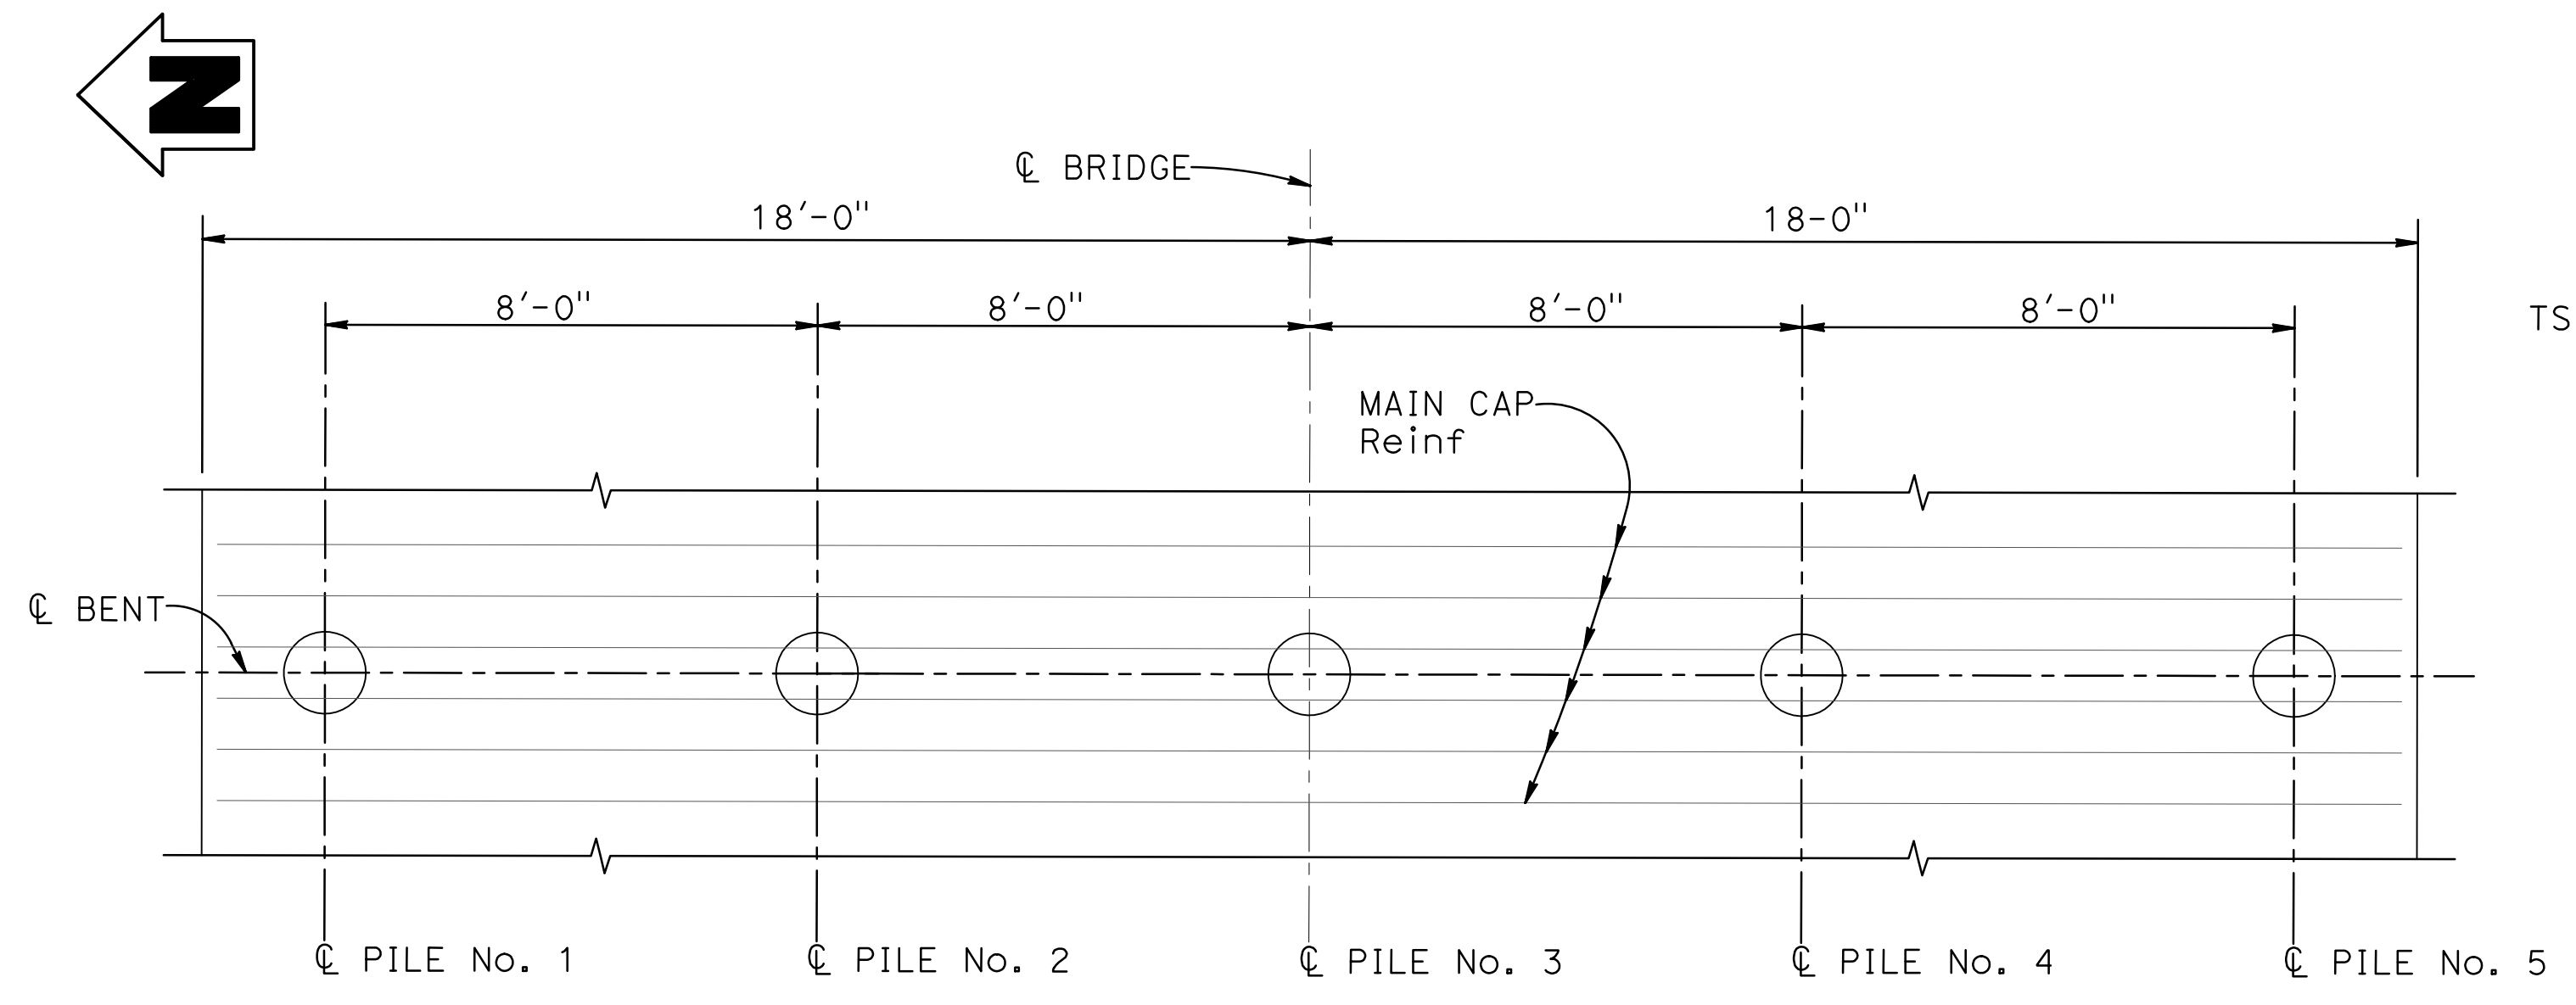 N
℄ BRIDGE
18'-0" 18-0"
8'-0" 8'-0" 8'-0" 8'-0"
TS
MAIN CAP
Reinf
℄ BENT
℄ PILE No. 1 ℄ PILE No. 2 ℄ PILE No. 3 ℄ PILE No. 4 ℄ PILE No. 5